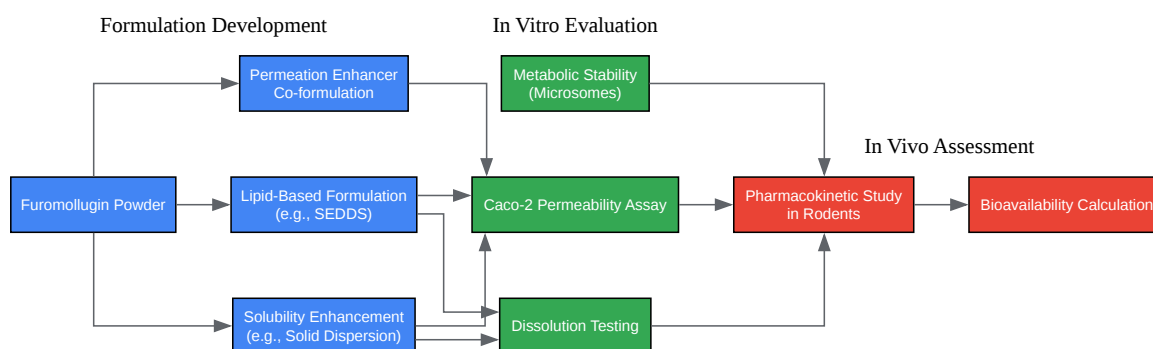 Formulation Development
In Vitro Evaluation
Permeation Enhancer
Co-formulation
Metabolic Stability
(Microsomes)
In Vivo Assessment
Furomollugin Powder
Lipid-Based Formulation
(e.g., SEDDS)
Caco-2 Permeability Assay
Pharmacokinetic Study
in Rodents
Bioavailability Calculation
Solubility Enhancement
(e.g., Solid Dispersion)
Dissolution Testing